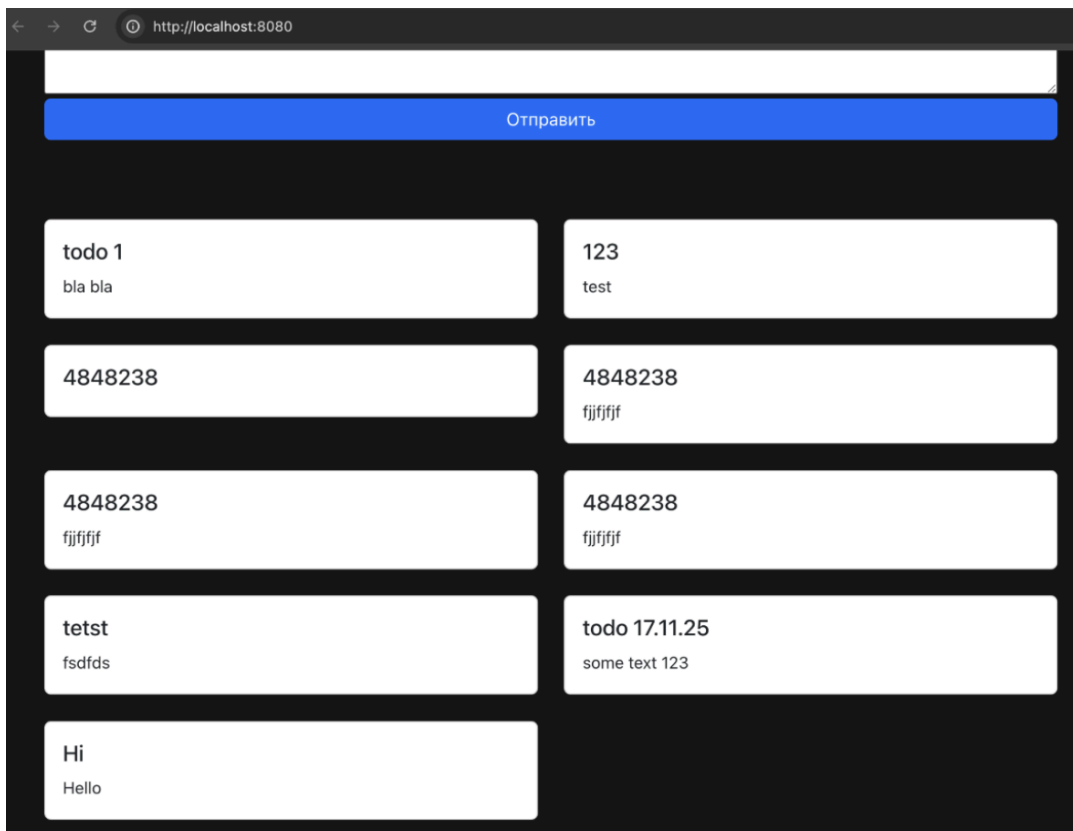 http://localhost:8080
Отправить
todo 1
bla bla
123
test
4848238
4848238
fjjfjfjf
4848238
fjjfjfjf
4848238
fjjfjfjf
tetst
fsdfds
todo 17.11.25
some text 123
Hi
Hello